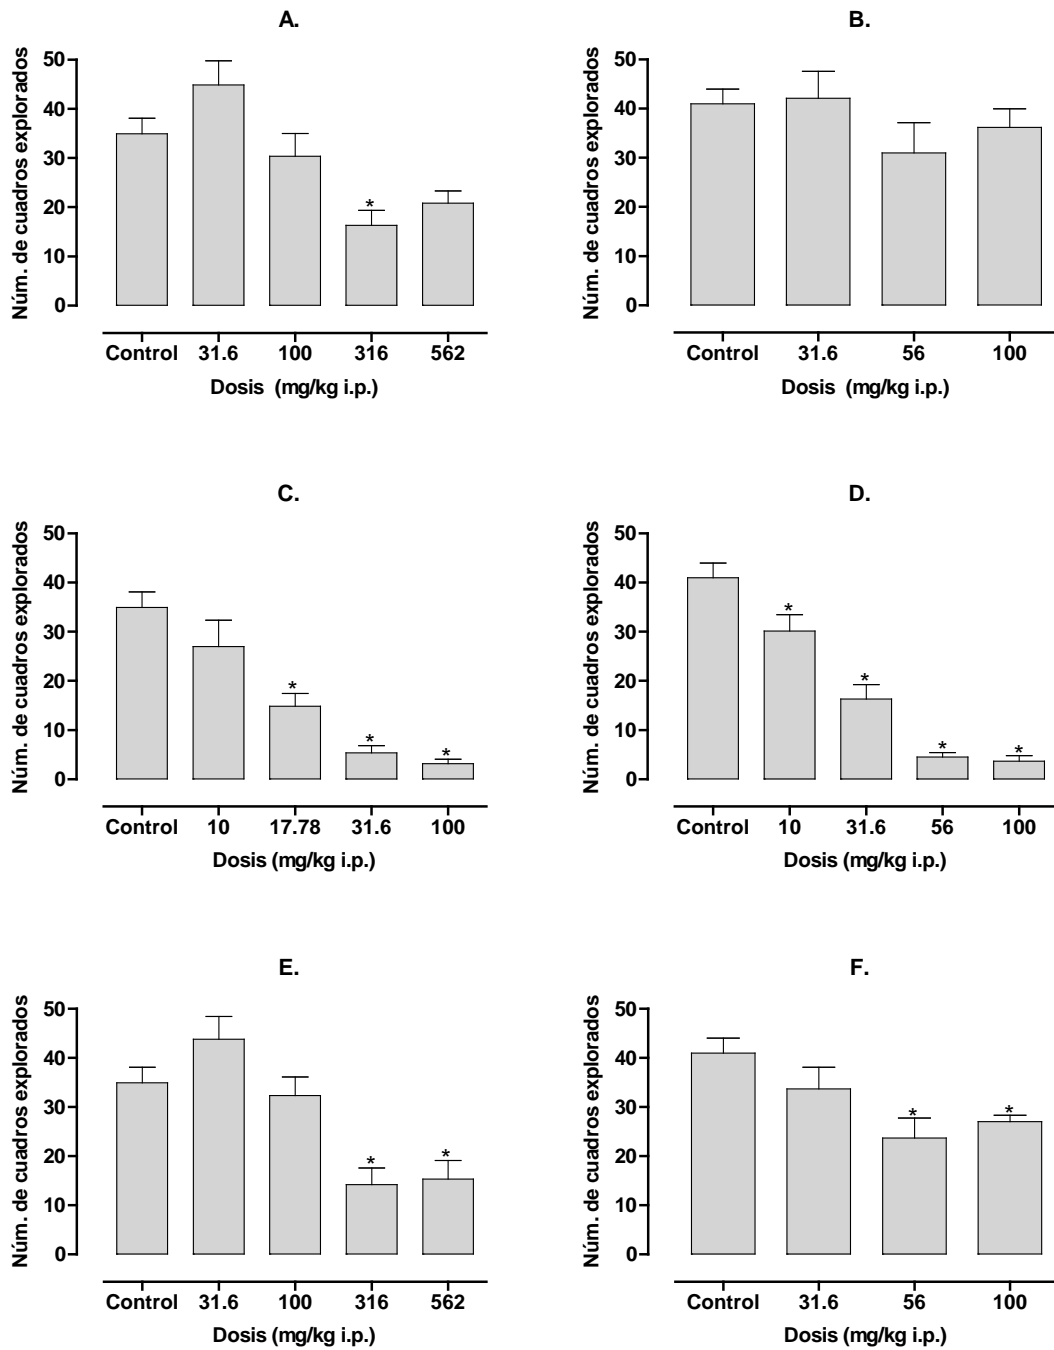 A.
Núm. de cuadros explorados
50
40
30
20
10
0
*
Control 31.6 100 316 562
Dosis (mg/kg i.p.)
B.
Núm. de cuadros explorados
50
40
30
20
10
0
Control 31.6 56 100
Dosis (mg/kg i.p.)
C.
Núm. de cuadros explorados
50
40
30
20
10
0
* * *
Control 10 17.78 31.6 100
Dosis (mg/kg i.p.)
D.
Núm. de cuadros explorados
50
40
30
20
10
0
* * * *
Control 10 31.6 56 100
Dosis (mg/kg i.p.)
E.
Núm. de cuadros explorados
50
40
30
20
10
0
* *
Control 31.6 100 316 562
Dosis (mg/kg i.p.)
F.
Núm. de cuadros explorados
50
40
30
20
10
0
* *
Control 31.6 56 100
Dosis (mg/kg i.p.)